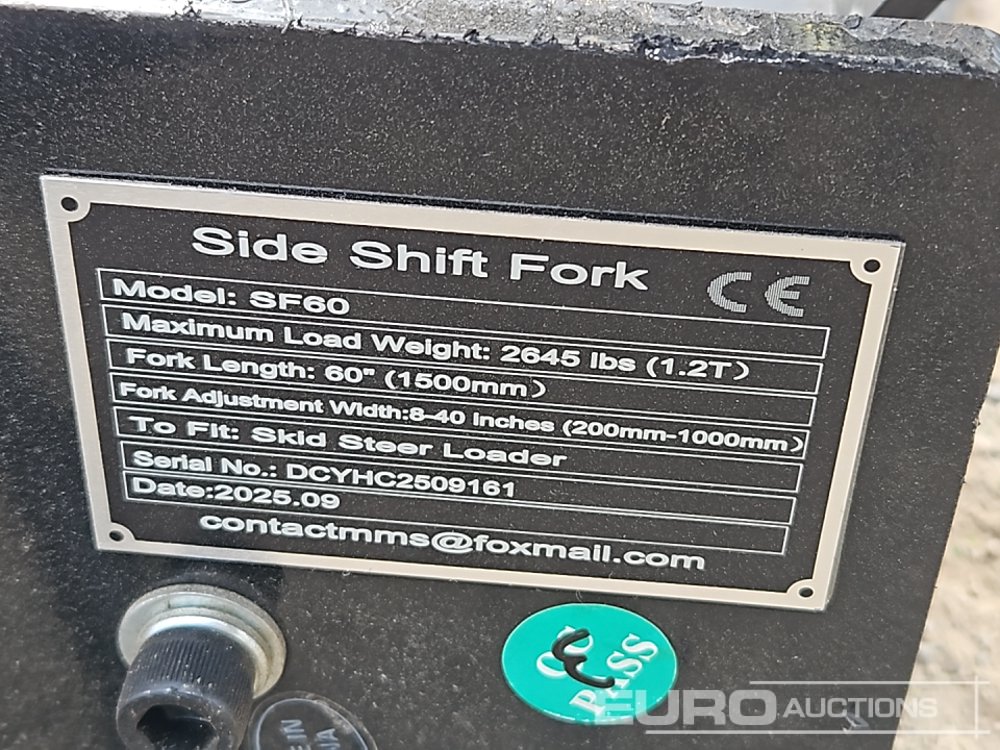 Side Shift Fork CE
Model: SF60
Maximum Load Weight: 2645 lbs (1.2T)
Fork Length: 60" (1500mm)
Fork Adjustment Width:8-40 Inches (200mm-1000mm)
To Fit: Skid Steer Loader
Serial No.: DCYHC2509161
Date:2025.09
contactmms@foxmail.com
QC
PASS
EURO AUCTIONS